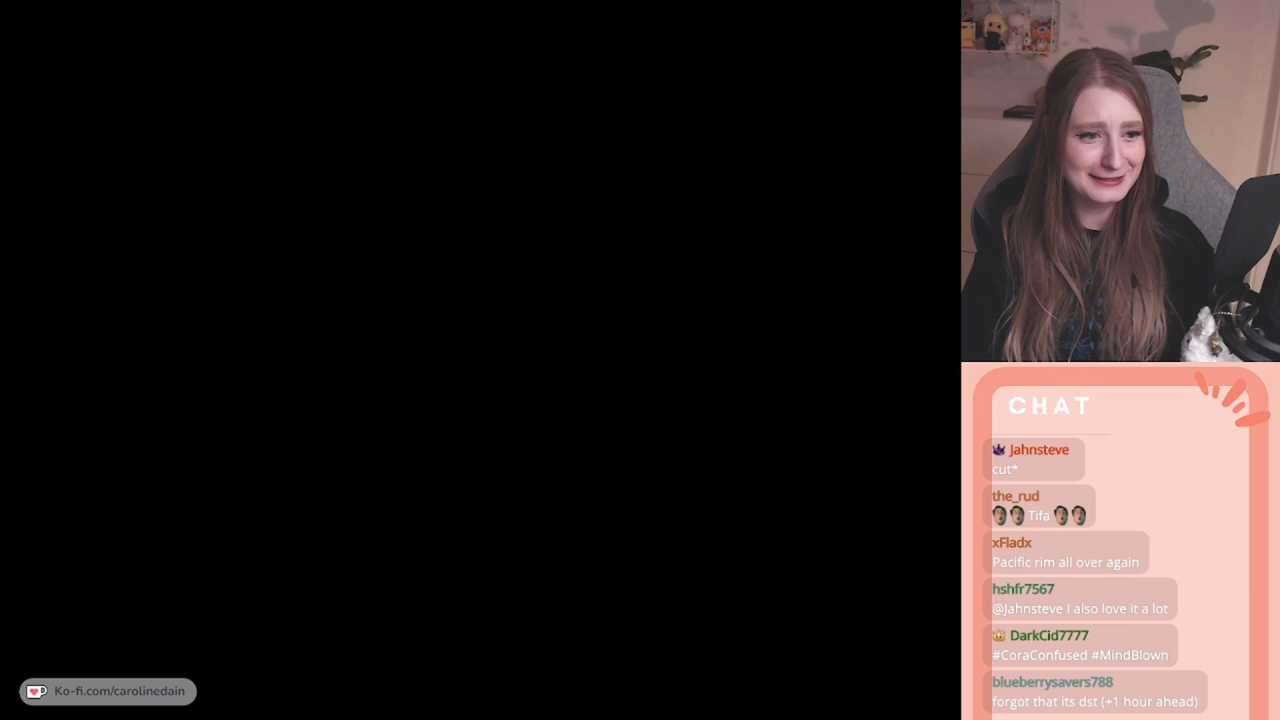 CHAT
Jahnsteve
cut*
the_rud
Tifa
xFladx
Pacific rim all over again
hshfr7567
@Jahnsteve I also love it a lot
DarkCid7777
#CoraConfused #MindBlown
blueberrysavers788
forgot that its dst (+1 hour ahead)
Ko-fi.com/carolinedain